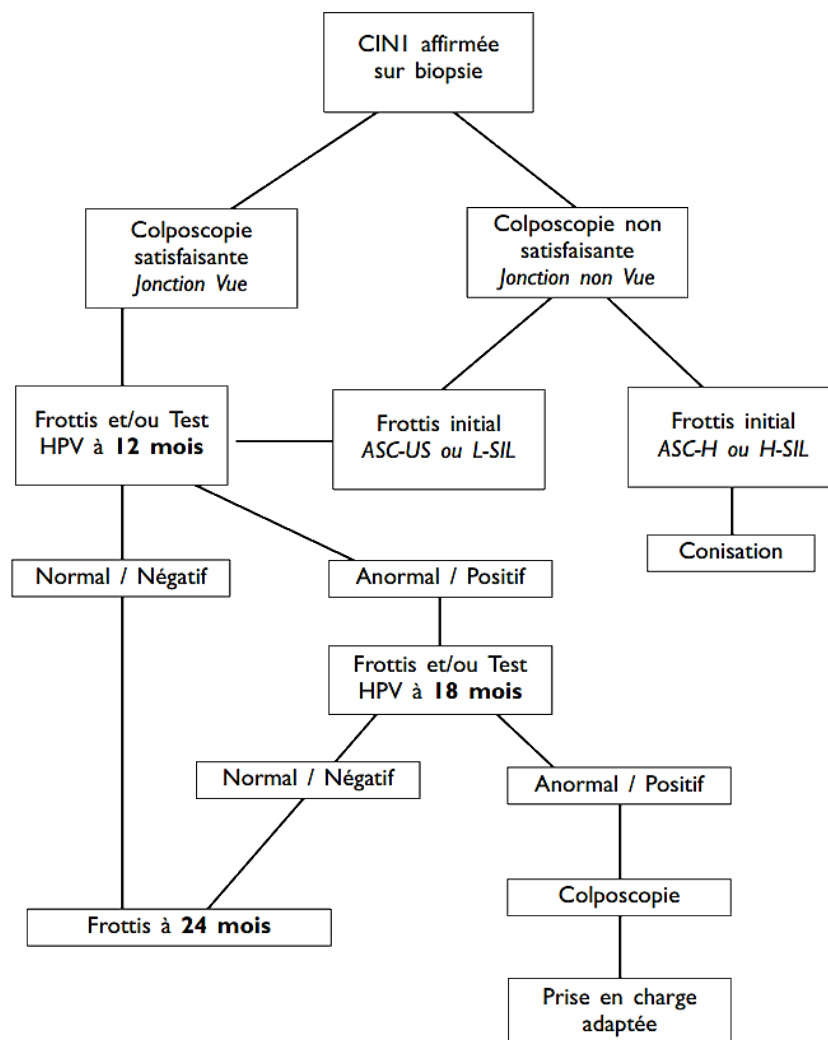 CIN1 affirmée
sur biopsie
Colposcopie
satisfaisante
Jonction Vue
Colposcopie non
satisfaisante
Jonction non Vue
Frottis et/ou Test
HPV à 12 mois
Frottis initial
ASC-US ou L-SIL
Frottis initial
ASC-H ou H-SIL
Conisation
Normal / Négatif
Anormal / Positif
Frottis et/ou Test
HPV à 18 mois
Normal / Négatif
Anormal / Positif
Colposcopie
Frottis à 24 mois
Prise en charge
adaptée